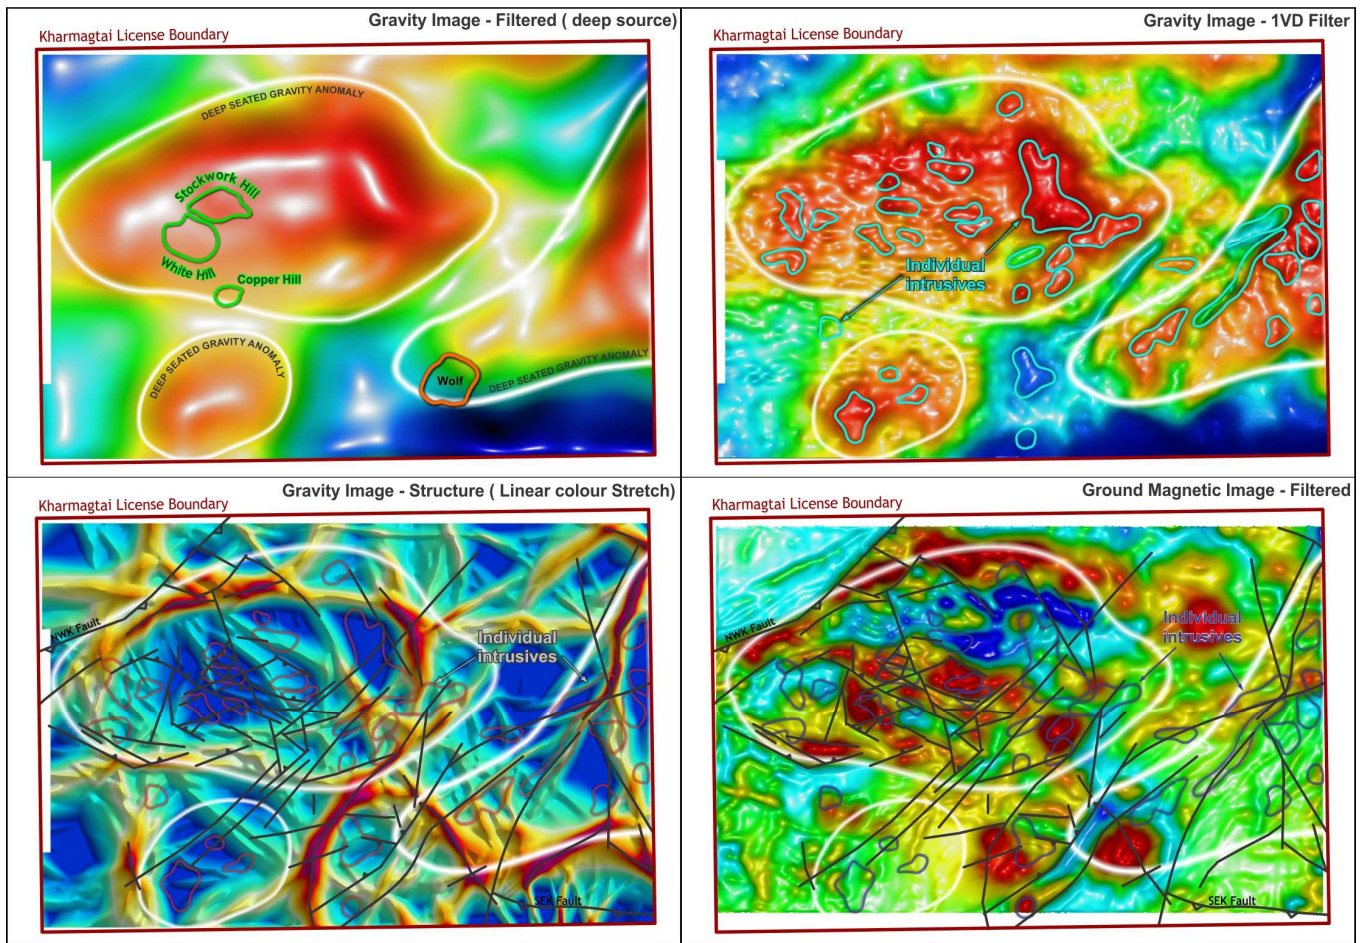 Gravity Image - Filtered ( deep source)
Kharmagtai License Boundary
DEEP SEATED GRAVITY ANOMALY
Stockwork Hill
White Hill
Copper Hill
DEEP SEATED GRAVITY ANOMALY
Wolf
DEEP SEATED GRAVITY ANOMALY
Gravity Image - 1VD Filter
Kharmagtai License Boundary
Individual
intrusives
Gravity Image - Structure ( Linear colour Stretch)
Kharmagtai License Boundary
NWK Fault
Individual
intrusives
SEK Fault
Ground Magnetic Image - Filtered
Kharmagtai License Boundary
NWK Fault
Individual
intrusives
SEK Fault